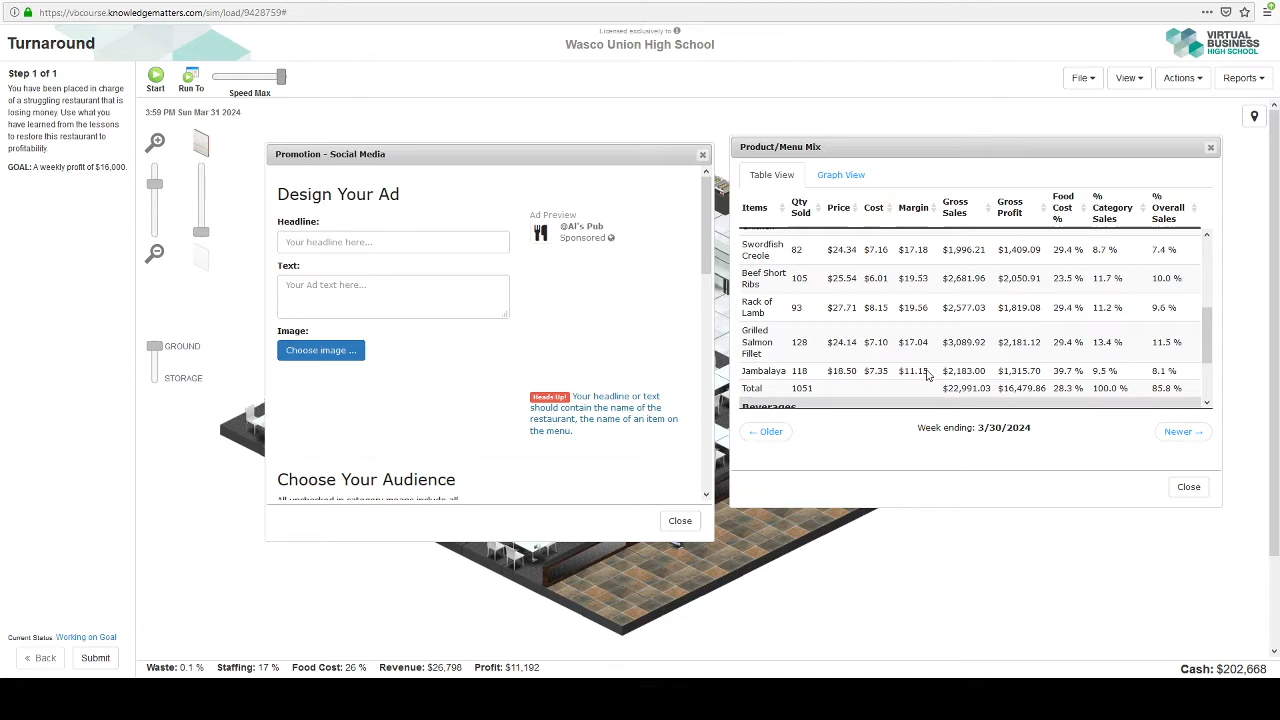 https://vbcourse.knowledgematters.com/sim/load/9428759#
Turnaround
Licensed exclusively to
Wasco Union High School
VIRTUAL
BUSINESS
HIGH SCHOOL
Step 1 of 1
You have been placed in charge
of a struggling restaurant that is
losing money. Use what you
have learned from the lessons
to restore this restaurant to
profitability.
GOAL: A weekly profit of $16,000.
Start
Run To
Speed Max
File
View
Actions
Reports
3:59 PM Sun Mar 31 2024
GROUND
STORAGE
Promotion - Social Media
Design Your Ad
Headline:
Your headline here...
Text:
Your Ad text here...
Image:
Choose image ...
Ad Preview
@Al's Pub
Sponsored
Heads Up! Your headline or text
should contain the name of the
restaurant, the name of an item on
the menu.
Choose Your Audience
All unchecked in category means include all
Close
Product/Menu Mix
Table View
Graph View
Items Qty Sold Price Cost Margin Gross Sales Gross Profit Food Cost % % Category Sales % Overall Sales
Swordfish Creole 82 $24.34 $7.16 $17.18 $1,996.21 $1,409.09 29.4 % 8.7 % 7.4 %
Beef Short Ribs 105 $25.54 $6.01 $19.53 $2,681.96 $2,050.91 23.5 % 11.7 % 10.0 %
Rack of Lamb 93 $27.71 $8.15 $19.56 $2,577.03 $1,819.08 29.4 % 11.2 % 9.6 %
Grilled Salmon Fillet 128 $24.14 $7.10 $17.04 $3,089.92 $2,181.12 29.4 % 13.4 % 11.5 %
Jambalaya 118 $18.50 $7.35 $11.15 $2,183.00 $1,315.70 39.7 % 9.5 % 8.1 %
Total 1051 $22,991.03 $16,479.86 28.3 % 100.0 % 85.8 %
Beverages
← Older
Week ending: 3/30/2024
Newer →
Close
Current Status: Working on Goal
« Back
Submit
Waste: 0.1 % Staffing: 17 % Food Cost: 26 % Revenue: $26,798 Profit: $11,192
Cash: $202,668